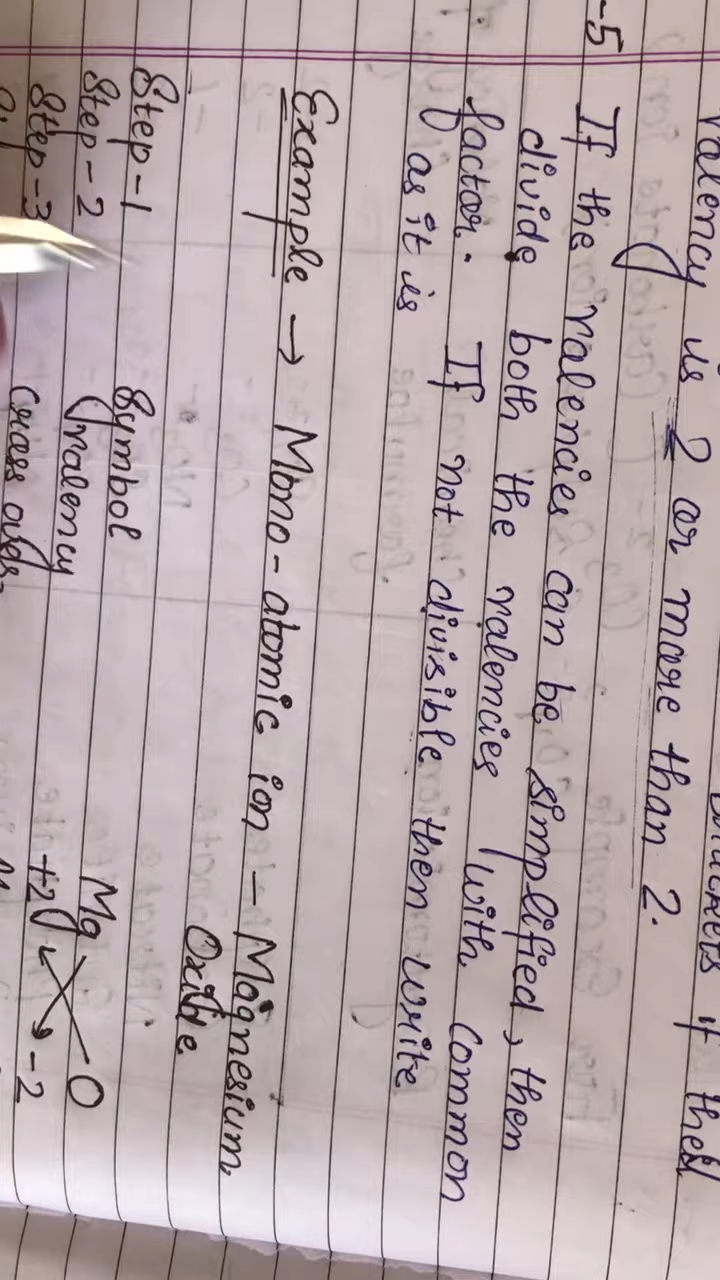 valency is 2 or more than 2.
-5 If the valencies can be simplified, then
divide both the valencies with common
factor. If not divisible then write
as it is
Example → Mono-atomic ion - Magnesium
Oxide
Step-1 Symbol Mg O
Step-2 Valency +2 -2
Step-3